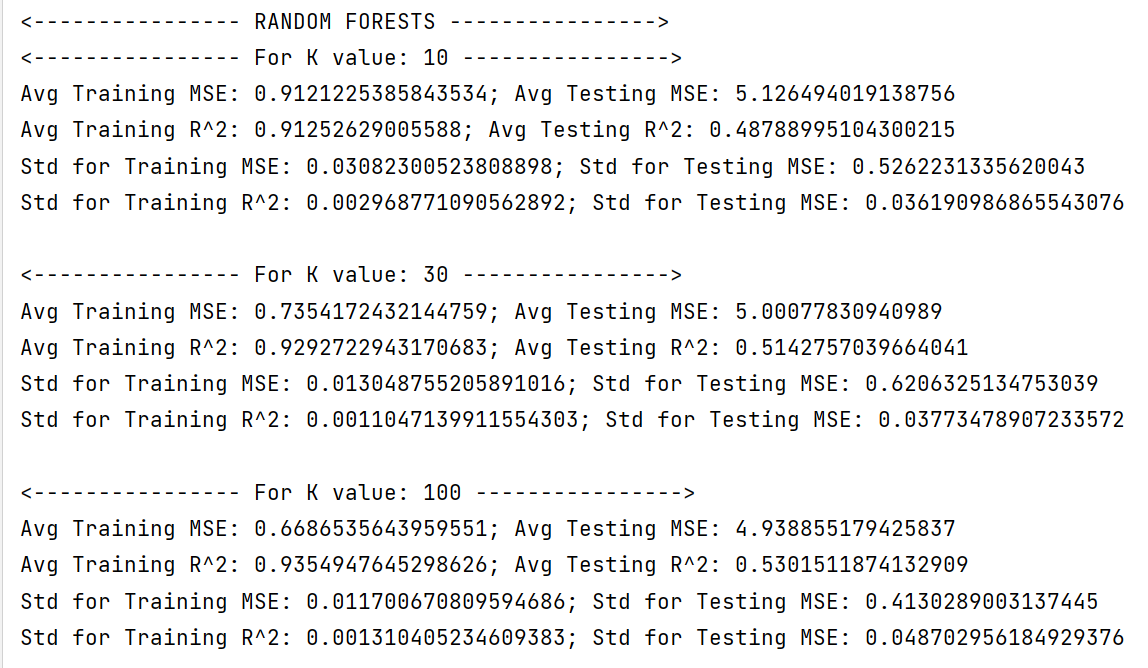 <---------------- RANDOM FORESTS ---------------->
<---------------- For K value: 10 ---------------->
Avg Training MSE: 0.9121225385843534; Avg Testing MSE: 5.126494019138756
Avg Training R^2: 0.91252629005588; Avg Testing R^2: 0.48788995104300215
Std for Training MSE: 0.03082300523808898; Std for Testing MSE: 0.5262231335620043
Std for Training R^2: 0.002968771090562892; Std for Testing MSE: 0.036190986865543076
<---------------- For K value: 30 ---------------->
Avg Training MSE: 0.7354172432144759; Avg Testing MSE: 5.00077830940989
Avg Training R^2: 0.9292722943170683; Avg Testing R^2: 0.5142757039664041
Std for Training MSE: 0.013048755205891016; Std for Testing MSE: 0.6206325134753039
Std for Training R^2: 0.0011047139911554303; Std for Testing MSE: 0.03773478907233572
<---------------- For K value: 100 ---------------->
Avg Training MSE: 0.6686535643959551; Avg Testing MSE: 4.938855179425837
Avg Training R^2: 0.9354947645298626; Avg Testing R^2: 0.5301511874132909
Std for Training MSE: 0.011700670809594686; Std for Testing MSE: 0.4130289003137445
Std for Training R^2: 0.001310405234609383; Std for Testing MSE: 0.048702956184929376